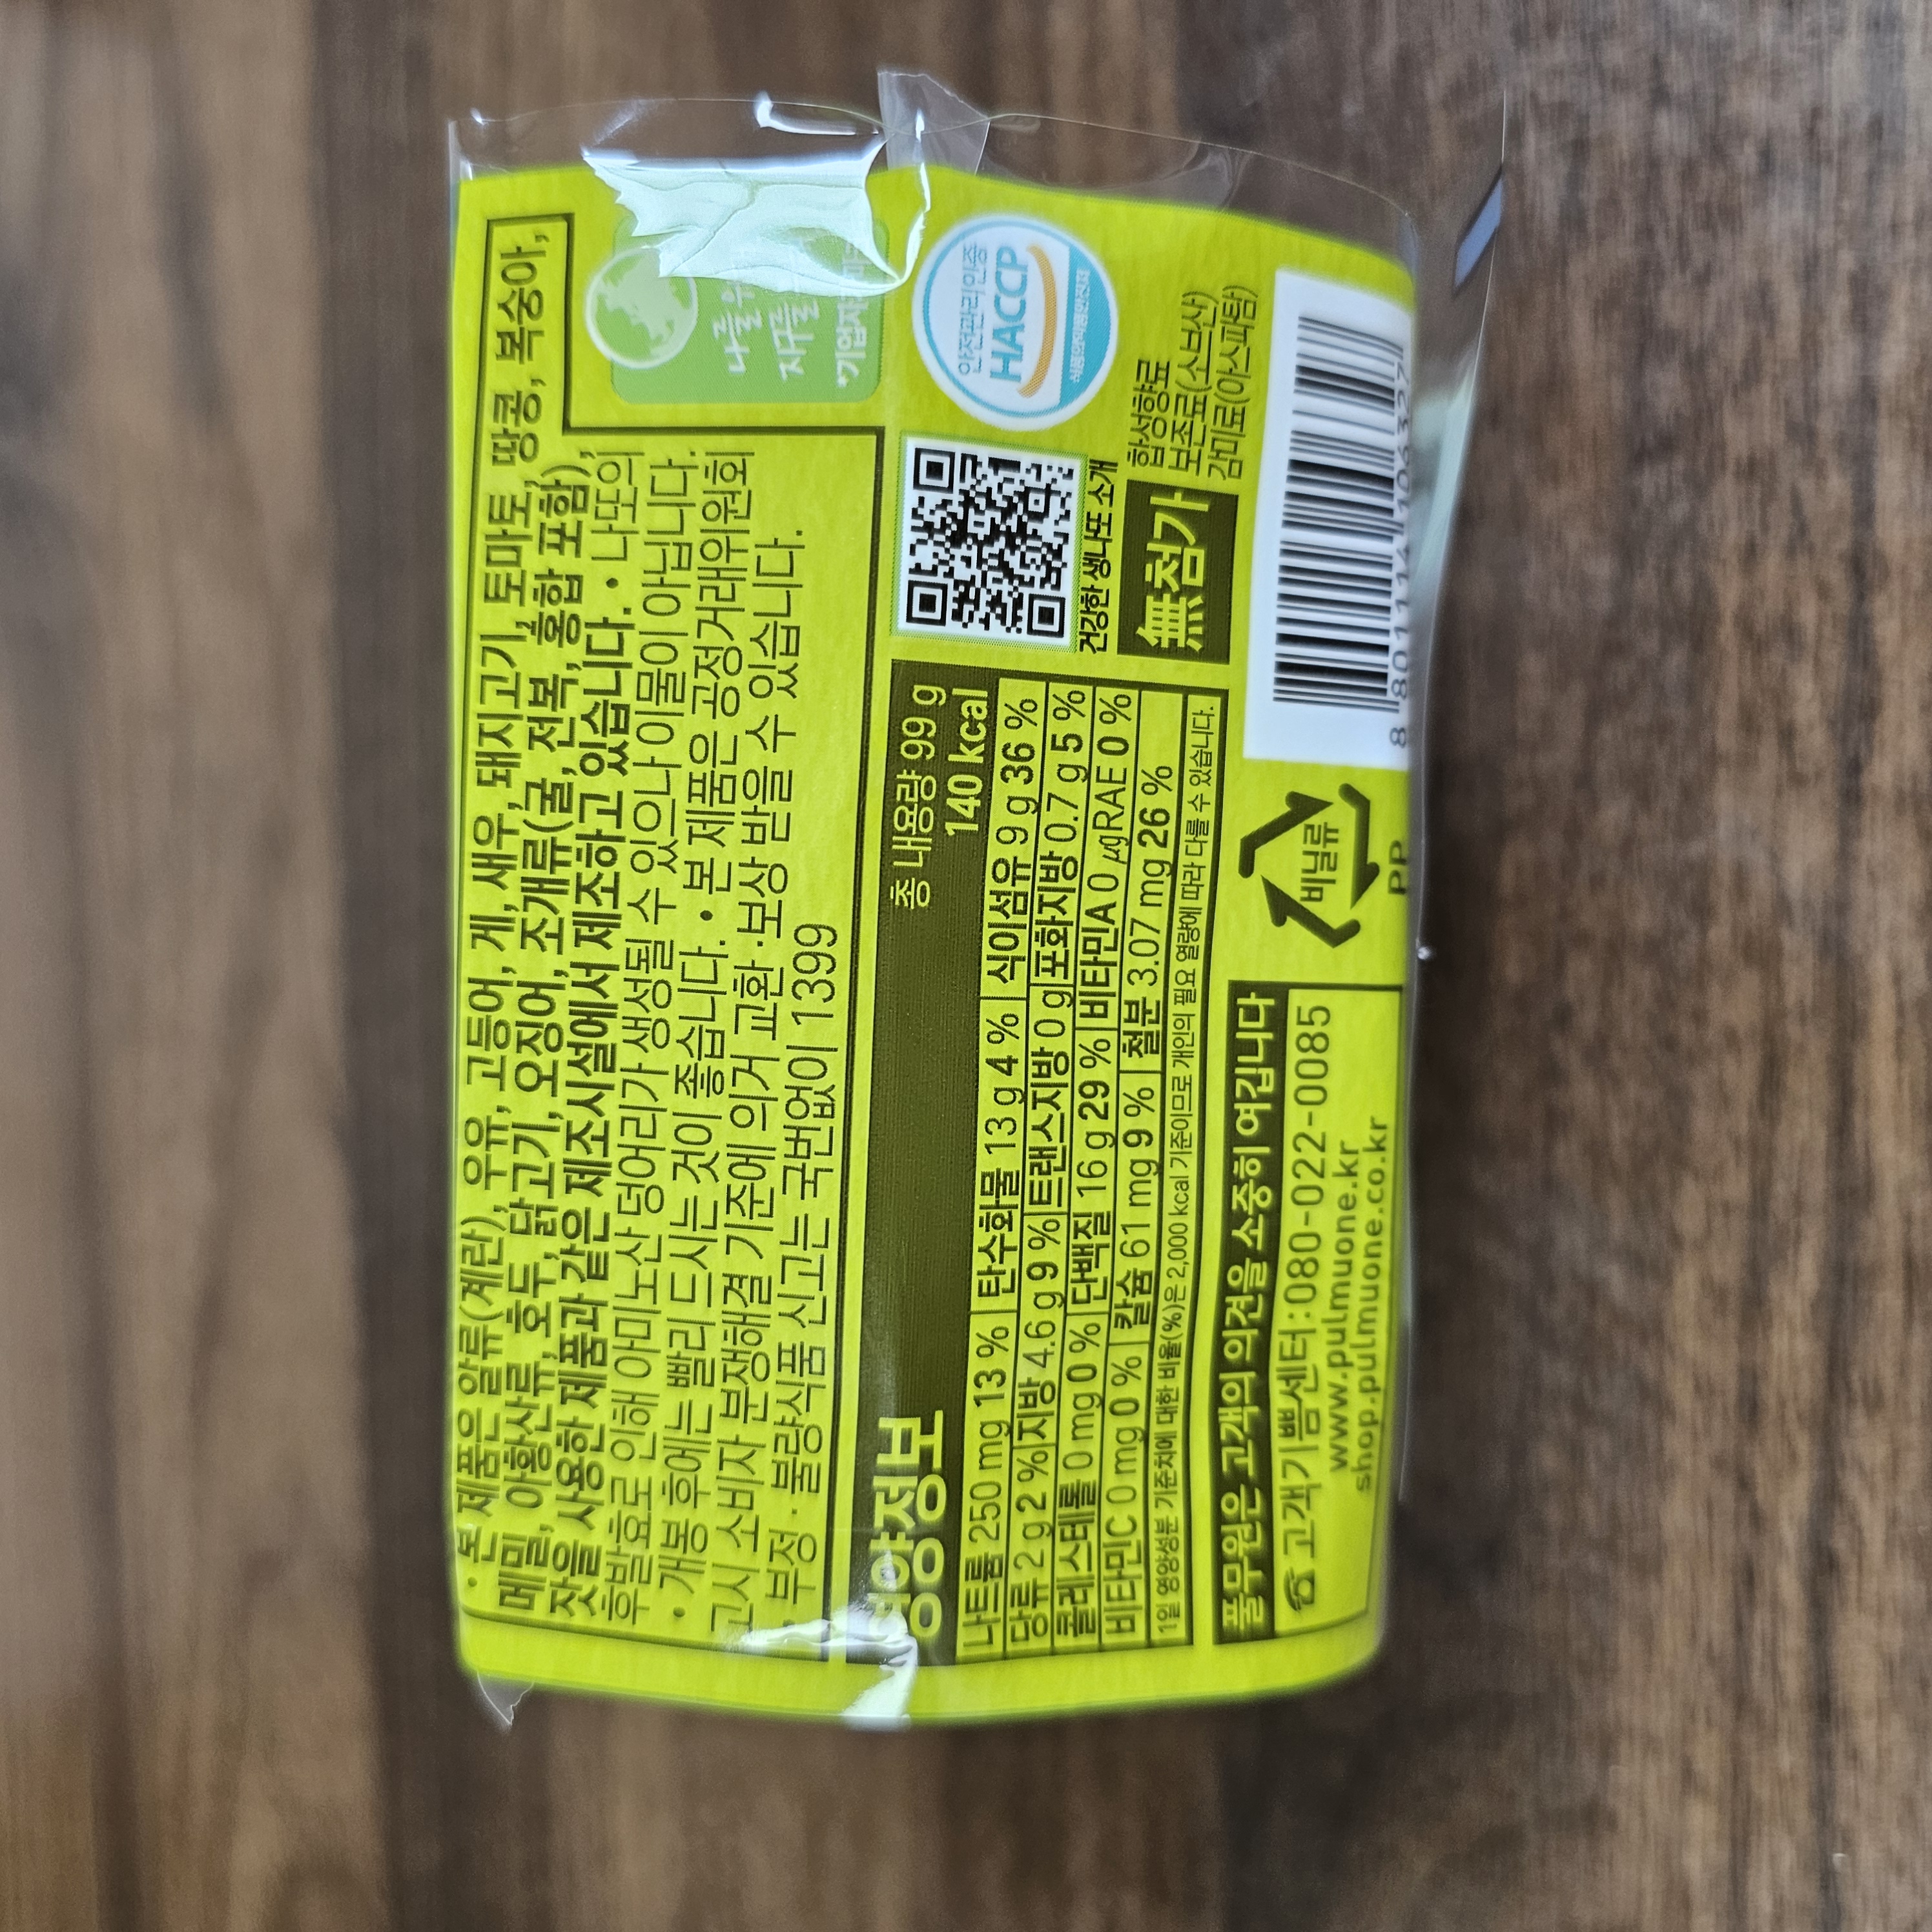 · 본 제품은 알류(계란), 우유, 고등어, 게, 새우, 돼지고기, 토마토, 땅콩, 복숭아,
메밀, 아황산류, 호두, 닭고기, 오징어, 조개류(굴, 전복, 홍합 포함),
잣을 사용한 제품과 같은 제조시설에서 제조하고 있습니다. • 나또의
후발효로 인해 아미노산 덩어리가 생성될 수 있으나 이물이 아닙니다.
• 개봉 후에는 빨리 드시는 것이 좋습니다. • 본 제품은 공정거래위원회
고시 소비자 분쟁해결 기준에 의거 교환·보상 받을 수 있습니다.
부정·불량식품 신고는 국번없이 1399
나를
지구를
영양정보
총 내용량 99 g
140 kcal
나트륨 250 mg 13 % 탄수화물 13 g 4 % 식이섬유 9 g 36 %
당류 2 g 2 % 지방 4.6 g 9 % 트랜스지방 0 g 포화지방 0.7 g 5 %
콜레스테롤 0 mg 0 % 단백질 16 g 29 % 비타민A 0 μgRAE 0 %
비타민C 0 mg 0 % 칼슘 61 mg 9 % 철분 3.07 mg 26 %
1일 영양성분 기준치에 대한 비율(%)은 2,000 kcal 기준이므로 개인의 필요 열량에 따라 다를 수 있습니다.
건강한 생나또 소개
안전관리인증
HACCP
식품의약품안전처
無첨가
합성향료
보존료(소브산)
감미료(아스파탐)
풀무원은 고객의 의견을 소중히 여깁니다
고객기쁨센터:080-022-0085
www.pulmuone.kr
shop.pulmuone.co.kr
비닐류
PP
8 801114 106327